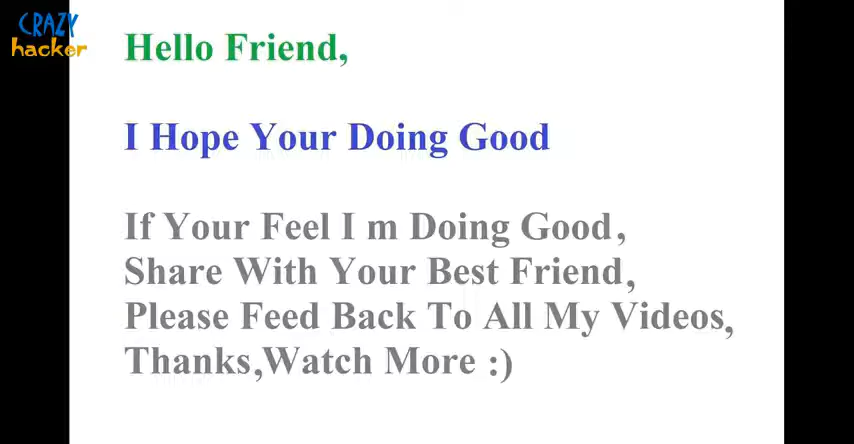 CRAZY
hacker
Hello Friend,
I Hope Your Doing Good
If Your Feel I m Doing Good,
Share With Your Best Friend,
Please Feed Back To All My Videos,
Thanks,Watch More :)